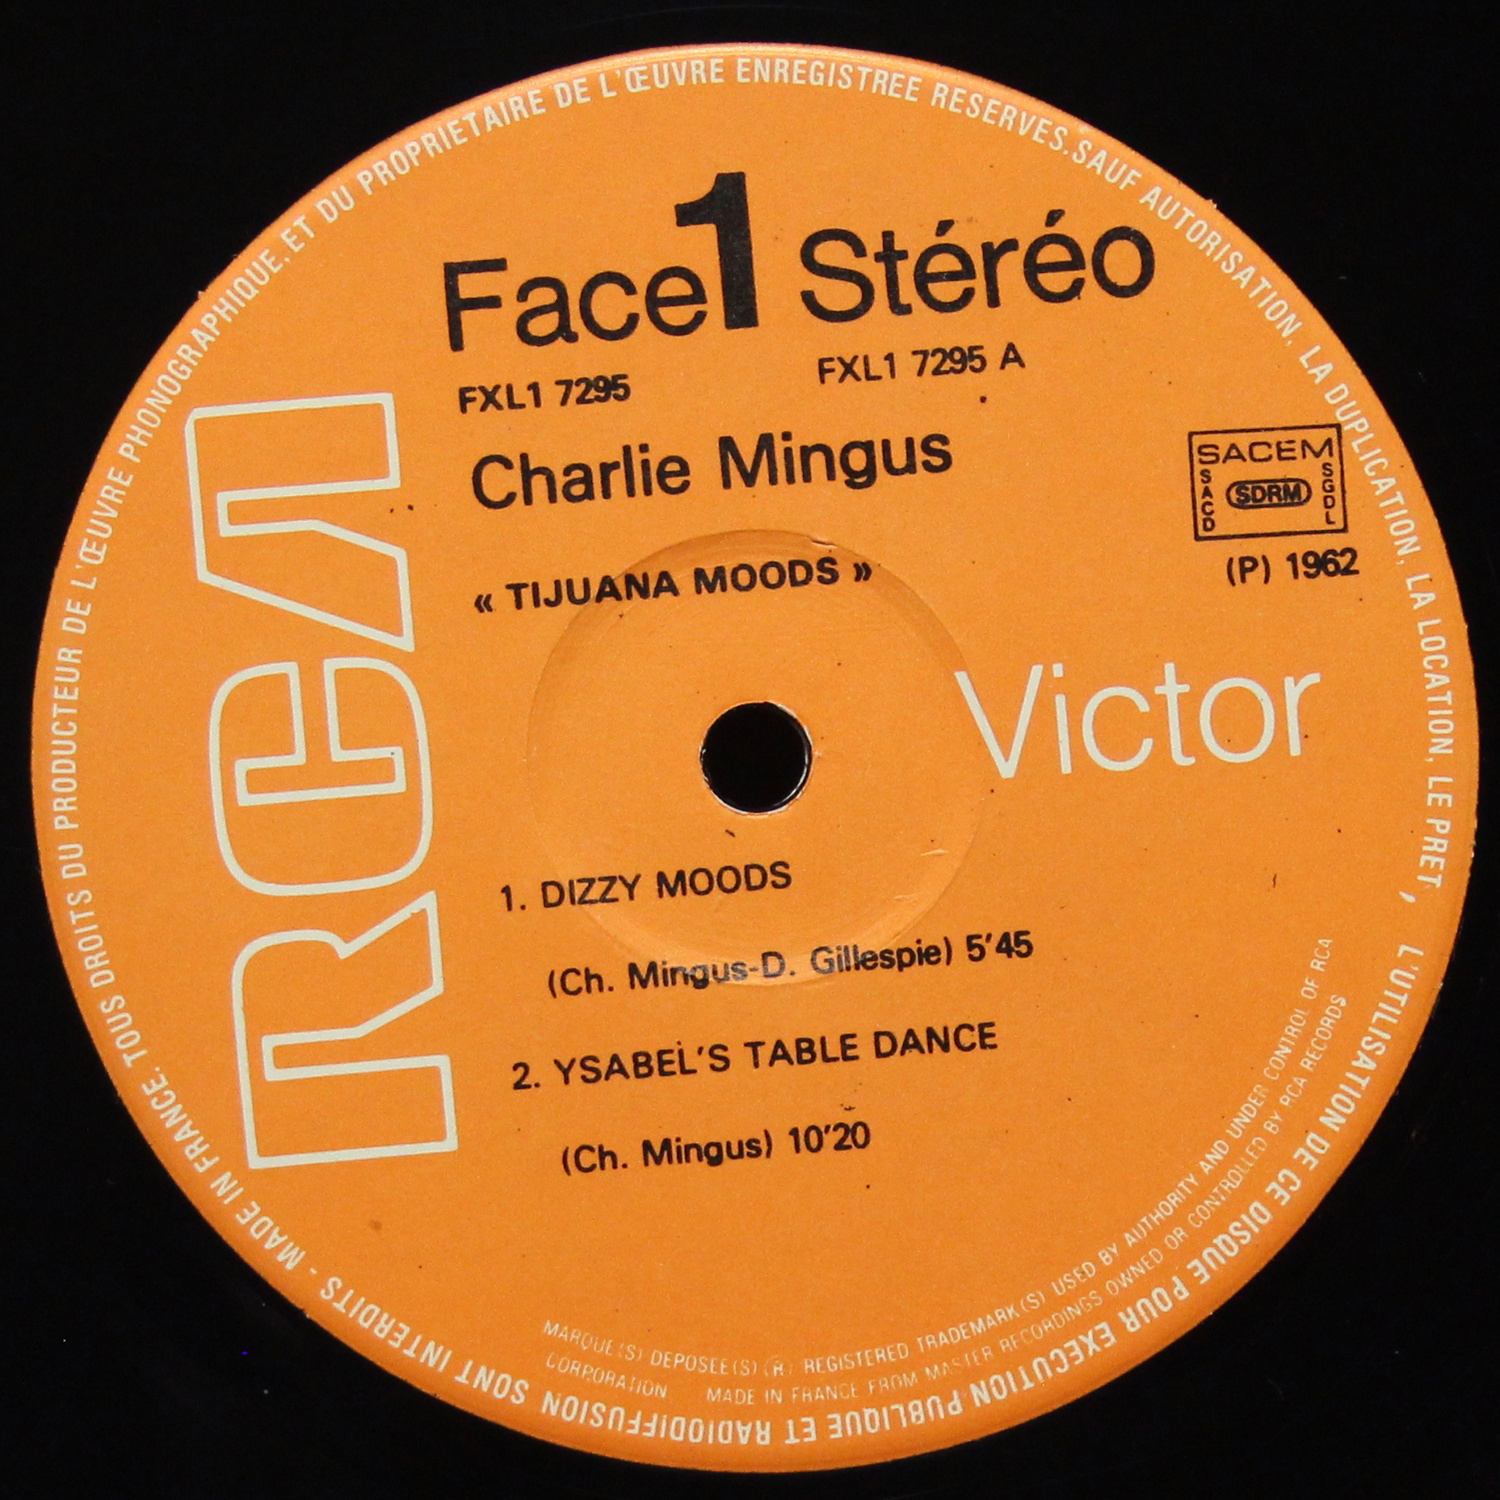 TOUS DROITS DU PRODUCTEUR DE L'ŒUVRE PHONOGRAPHIQUE, ET DU PROPRIETAIRE DE L'ŒUVRE ENREGISTREE RESERVES. SAUF AUTORISATION, LA DUPLICATION, LA LOCATION, LE PRET, L'UTILISATION DE CE DISQUE POUR EXECUTION PUBLIQUE ET RADIODIFFUSION SONT INTERDITS - MADE IN FRANCE.
Face 1 Stéréo
FXL1 7295
FXL1 7295 A
Charlie Mingus
SACEM
SACD
SDRM
SGDL
(P) 1962
« TIJUANA MOODS »
RCA
Victor
1. DIZZY MOODS
(Ch. Mingus-D. Gillespie) 5'45
2. YSABEL'S TABLE DANCE
(Ch. Mingus) 10'20
MARQUE(S) DEPOSEE(S) (R) REGISTERED TRADEMARK(S) USED BY AUTHORITY AND UNDER CONTROL OF RCA
CORPORATION MADE IN FRANCE FROM MASTER RECORDINGS OWNED OR CONTROLLED BY RCA RECORDS